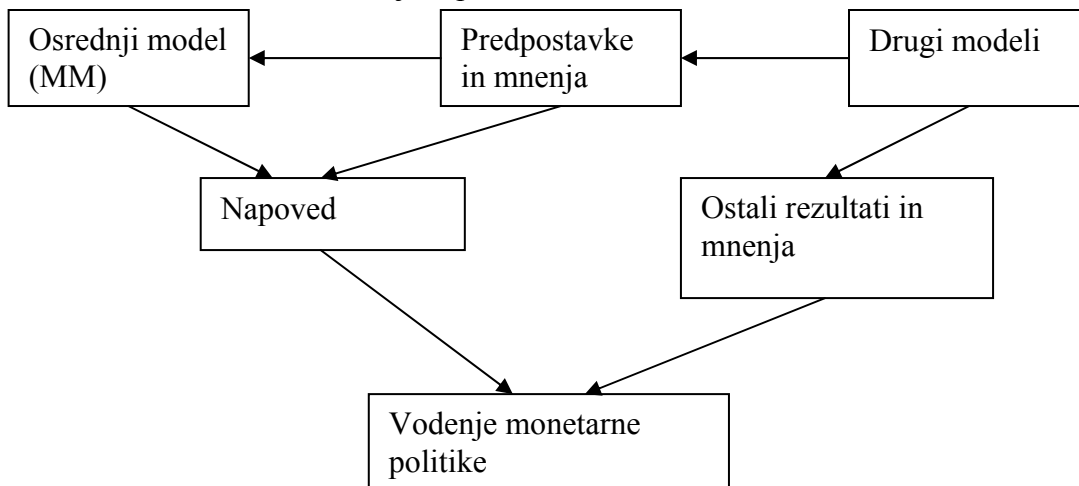 Osrednji model
(MM)
Predpostavke
in mnenja
Drugi modeli
Napoved
Ostali rezultati in
mnenja
Vodenje monetarne
politike